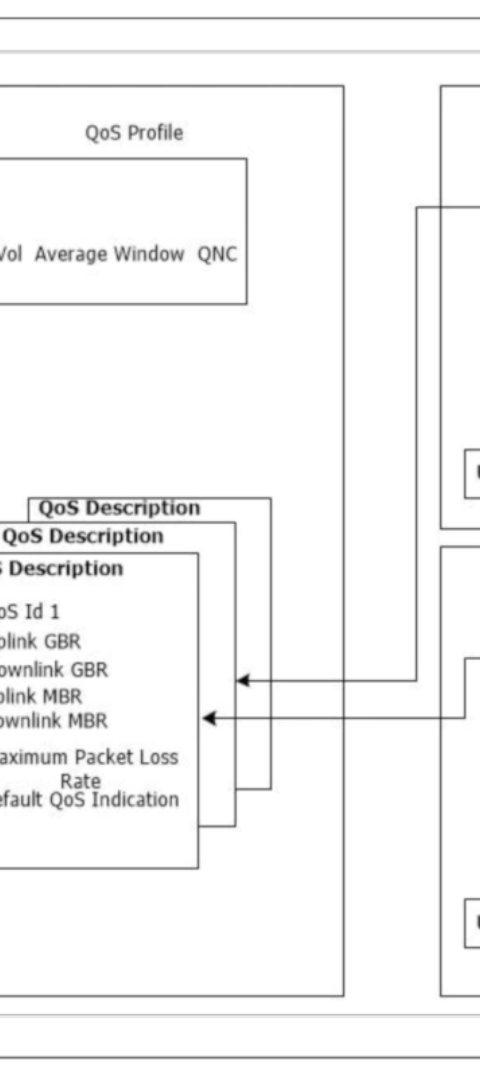 QoS Profile
Vol Average Window QNC
QoS Description
QoS Description
Description
Id 1
GBR
GBR
MBR
MBR
Packet Loss
Rate
QoS Indication